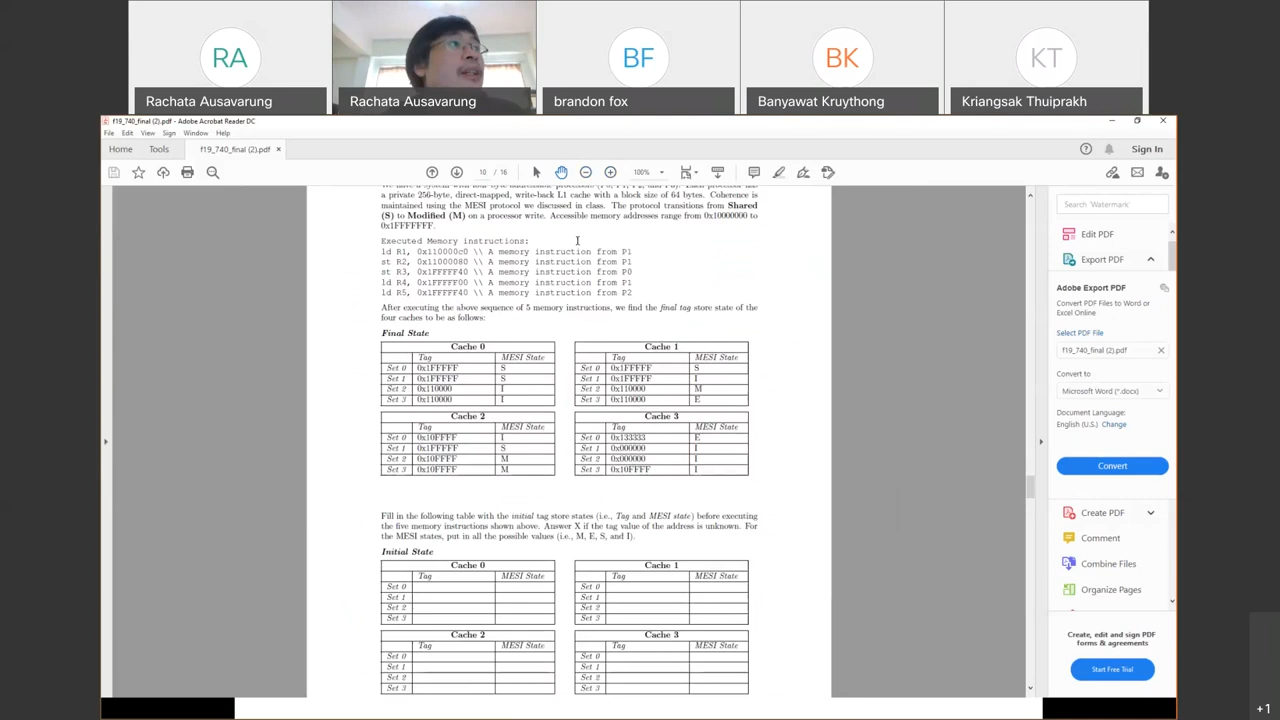 RA
BF
BK
KT
Rachata Ausavarung
Rachata Ausavarung
brandon fox
Banyawat Kruythong
Kriangsak Thuiprakh
f19_740_final (2).pdf - Adobe Acrobat Reader DC
File Edit View Sign Window Help
Home Tools f19_740_final (2).pdf × Sign In
10 / 16 100%
a private 256-byte, direct-mapped, write-back L1 cache with a block size of 64 bytes. Coherence is
maintained using the MESI protocol we discussed in class. The protocol transitions from Shared
(S) to Modified (M) on a processor write. Accessible memory addresses range from 0x10000000 to
0x1FFFFFFF.
Executed Memory instructions:
ld R1, 0x110000c0 \\ A memory instruction from P1
st R2, 0x11000080 \\ A memory instruction from P1
st R3, 0x1FFFFF40 \\ A memory instruction from P0
ld R4, 0x1FFFFF00 \\ A memory instruction from P1
ld R5, 0x1FFFFF40 \\ A memory instruction from P2
After executing the above sequence of 5 memory instructions, we find the final tag store state of the
four caches to be as follows:
Final State
Cache 0
Tag MESI State
Set 0 0x1FFFFF S
Set 1 0x1FFFFF S
Set 2 0x110000 I
Set 3 0x110000 I
Cache 1
Tag MESI State
Set 0 0x1FFFFF S
Set 1 0x1FFFFF I
Set 2 0x110000 M
Set 3 0x110000 E
Cache 2
Tag MESI State
Set 0 0x10FFFF I
Set 1 0x1FFFFF S
Set 2 0x10FFFF M
Set 3 0x10FFFF M
Cache 3
Tag MESI State
Set 0 0x133333 E
Set 1 0x000000 I
Set 2 0x000000 I
Set 3 0x10FFFF I
Fill in the following table with the initial tag store states (i.e., Tag and MESI state) before executing
the five memory instructions shown above. Answer X if the tag value of the address is unknown. For
the MESI states, put in all the possible values (i.e., M, E, S, and I).
Initial State
Cache 0
Tag MESI State
Set 0
Set 1
Set 2
Set 3
Cache 1
Tag MESI State
Set 0
Set 1
Set 2
Set 3
Cache 2
Tag MESI State
Set 0
Set 1
Set 2
Set 3
Cache 3
Tag MESI State
Set 0
Set 1
Set 2
Set 3
Search 'Watermark'
Edit PDF
Export PDF
Adobe Export PDF
Convert PDF Files to Word or
Excel Online
Select PDF File
f19_740_final (2).pdf
Convert to
Microsoft Word (*.docx)
Document Language:
English (U.S.) Change
Convert
Create PDF
Comment
Combine Files
Organize Pages
Create, edit and sign PDF
forms & agreements
Start Free Trial
+1